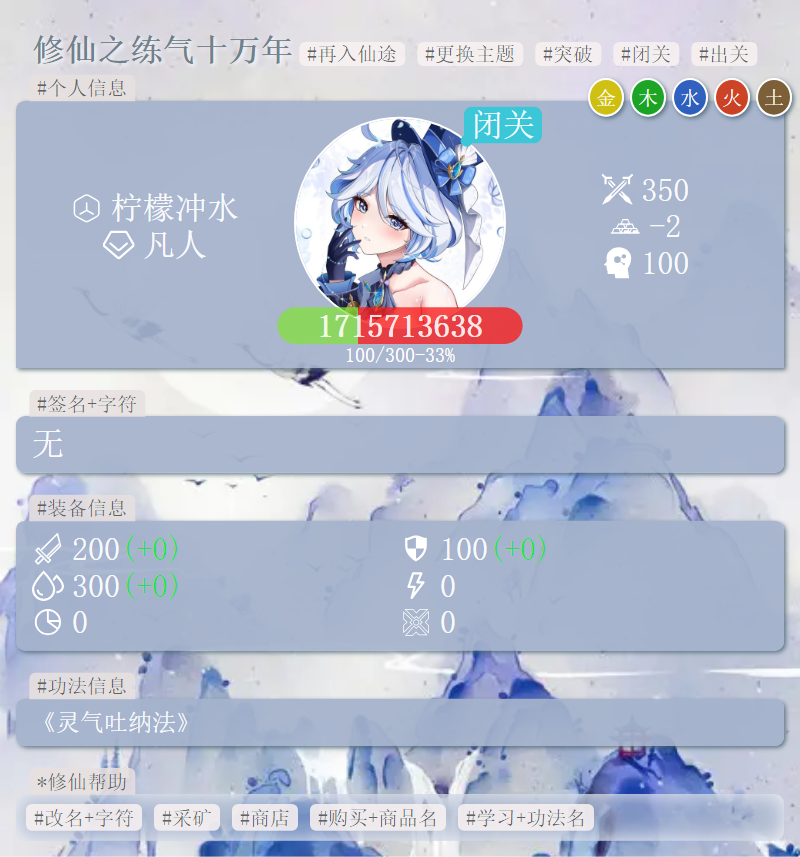 修仙之练气十万年 #再入仙途 #更换主题 #突破 #闭关 #出关
#个人信息
金 木 水 火 土
闭关
柠檬冲水
凡人
350
-2
100
1715713638
100/300-33%
#签名+字符
无
#装备信息
200(+0) 100(+0)
300(+0) 0
0 0
#功法信息
《灵气吐纳法》
*修仙帮助
#改名+字符 #采矿 #商店 #购买+商品名 #学习+功法名